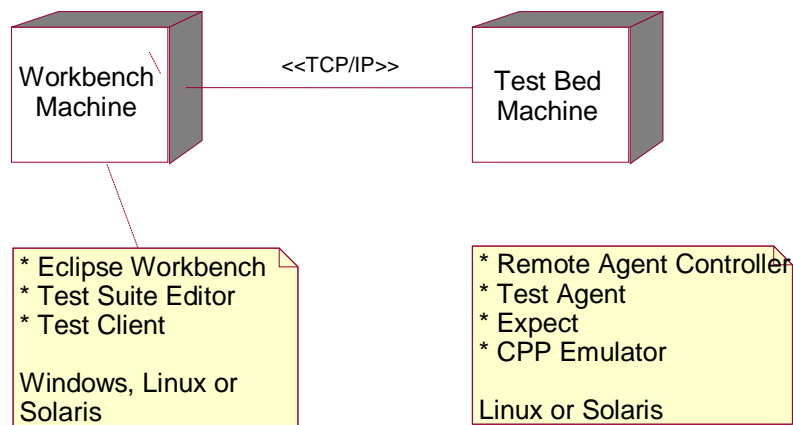 Workbench
Machine
<<TCP/IP>>
Test Bed
Machine
* Eclipse Workbench
* Test Suite Editor
* Test Client
Windows, Linux or
Solaris
* Remote Agent Controller
* Test Agent
* Expect
* CPP Emulator
Linux or Solaris